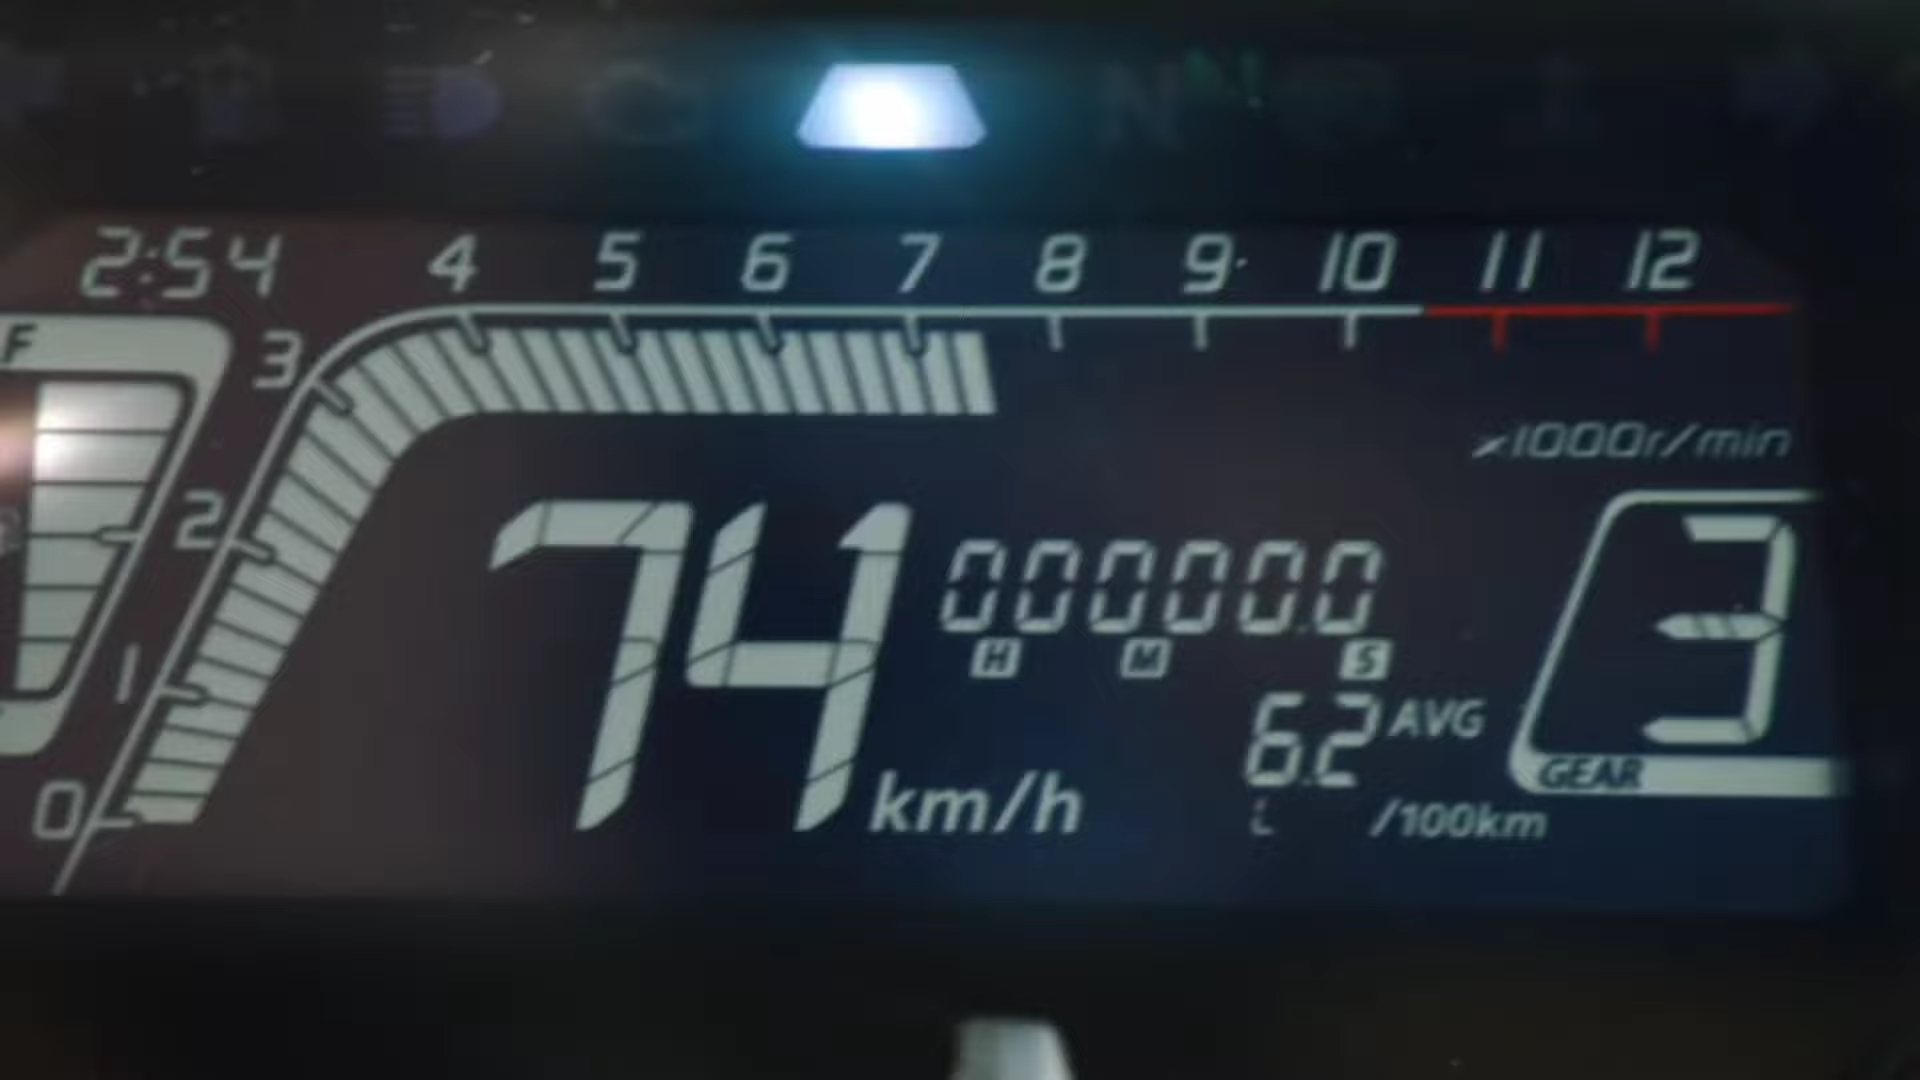 N
2:54 4 5 6 7 8 9 10 11 12
F
3
x1000r/min
2
74 km/h
000000.0
H M S
3
1
6.2 AVG
GEAR
0
L /100km